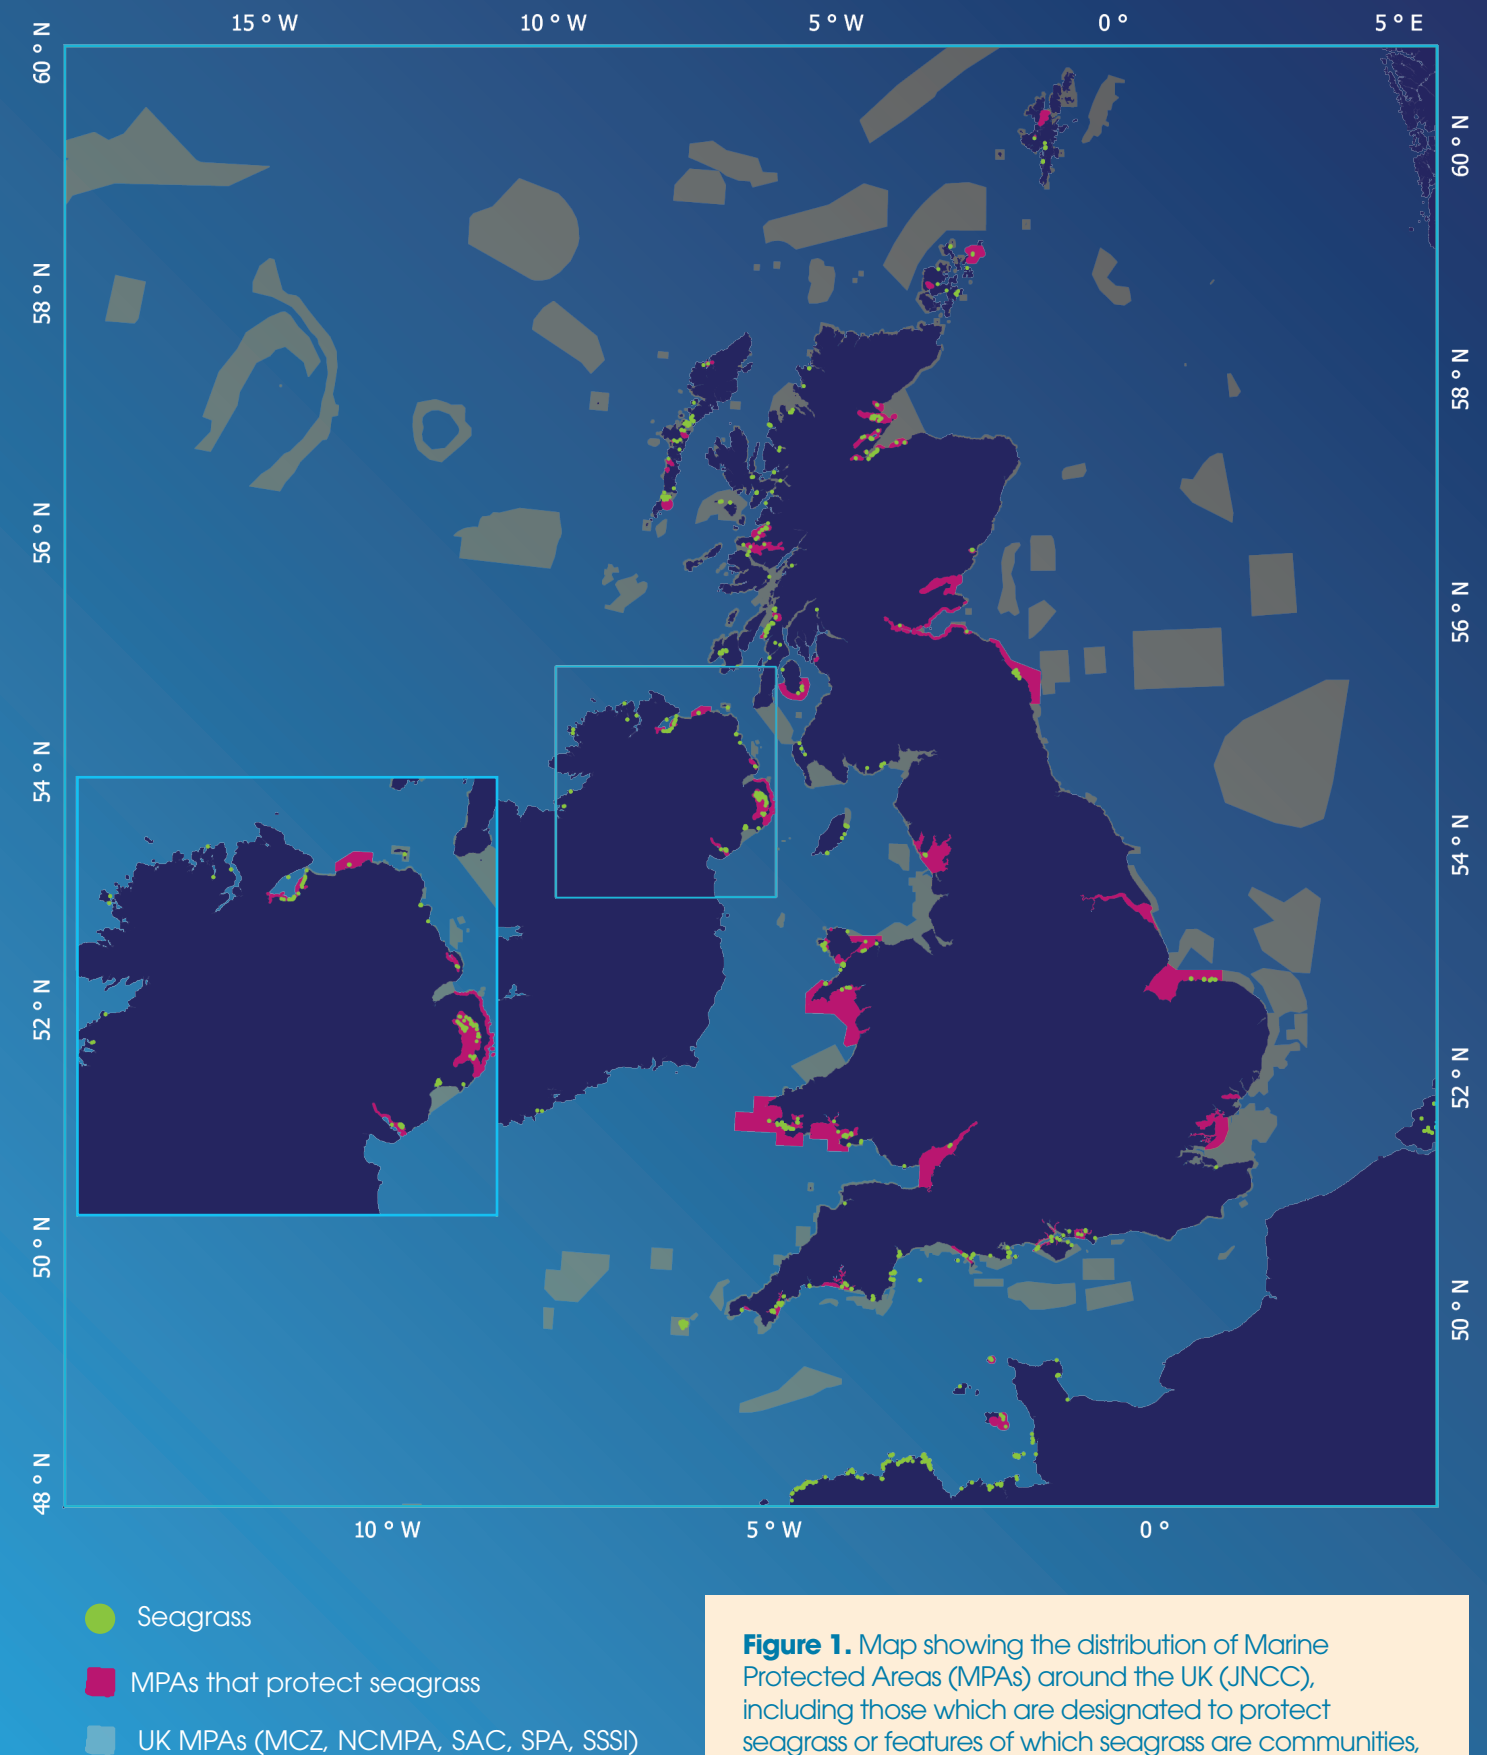 15 ° W 10 ° W 5 ° W 0 ° 5 ° E
60 ° N
58 ° N
56 ° N
54 ° N
52 ° N
50 ° N
48 ° N
60 ° N
58 ° N
56 ° N
54 ° N
52 ° N
50 ° N
10 ° W 5 ° W 0 °
Seagrass
MPAs that protect seagrass
UK MPAs (MCZ, NCMPA, SAC, SPA, SSSI)
Figure 1. Map showing the distribution of Marine
Protected Areas (MPAs) around the UK (JNCC),
including those which are designated to protect
seagrass or features of which seagrass are communities,